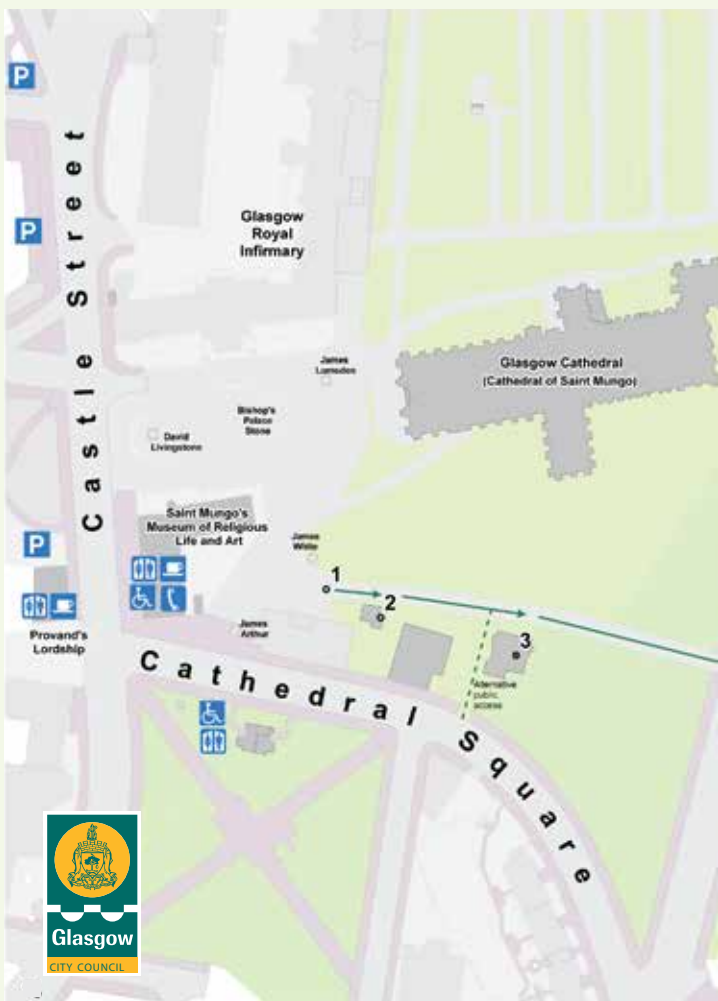 P
P
Castle Street
Glasgow
Royal
Infirmary
Glasgow Cathedral
(Cathedral of Saint Mungo)
James
Lumsden
Bishop's
Palace
Stone
David
Livingstone
Saint Mungo's
Museum of Religious
Life and Art
James
White
P
1
2
3
Provand's
Lordship
James
Arthur
Alternative
public
access
Cathedral Square
Glasgow
CITY COUNCIL